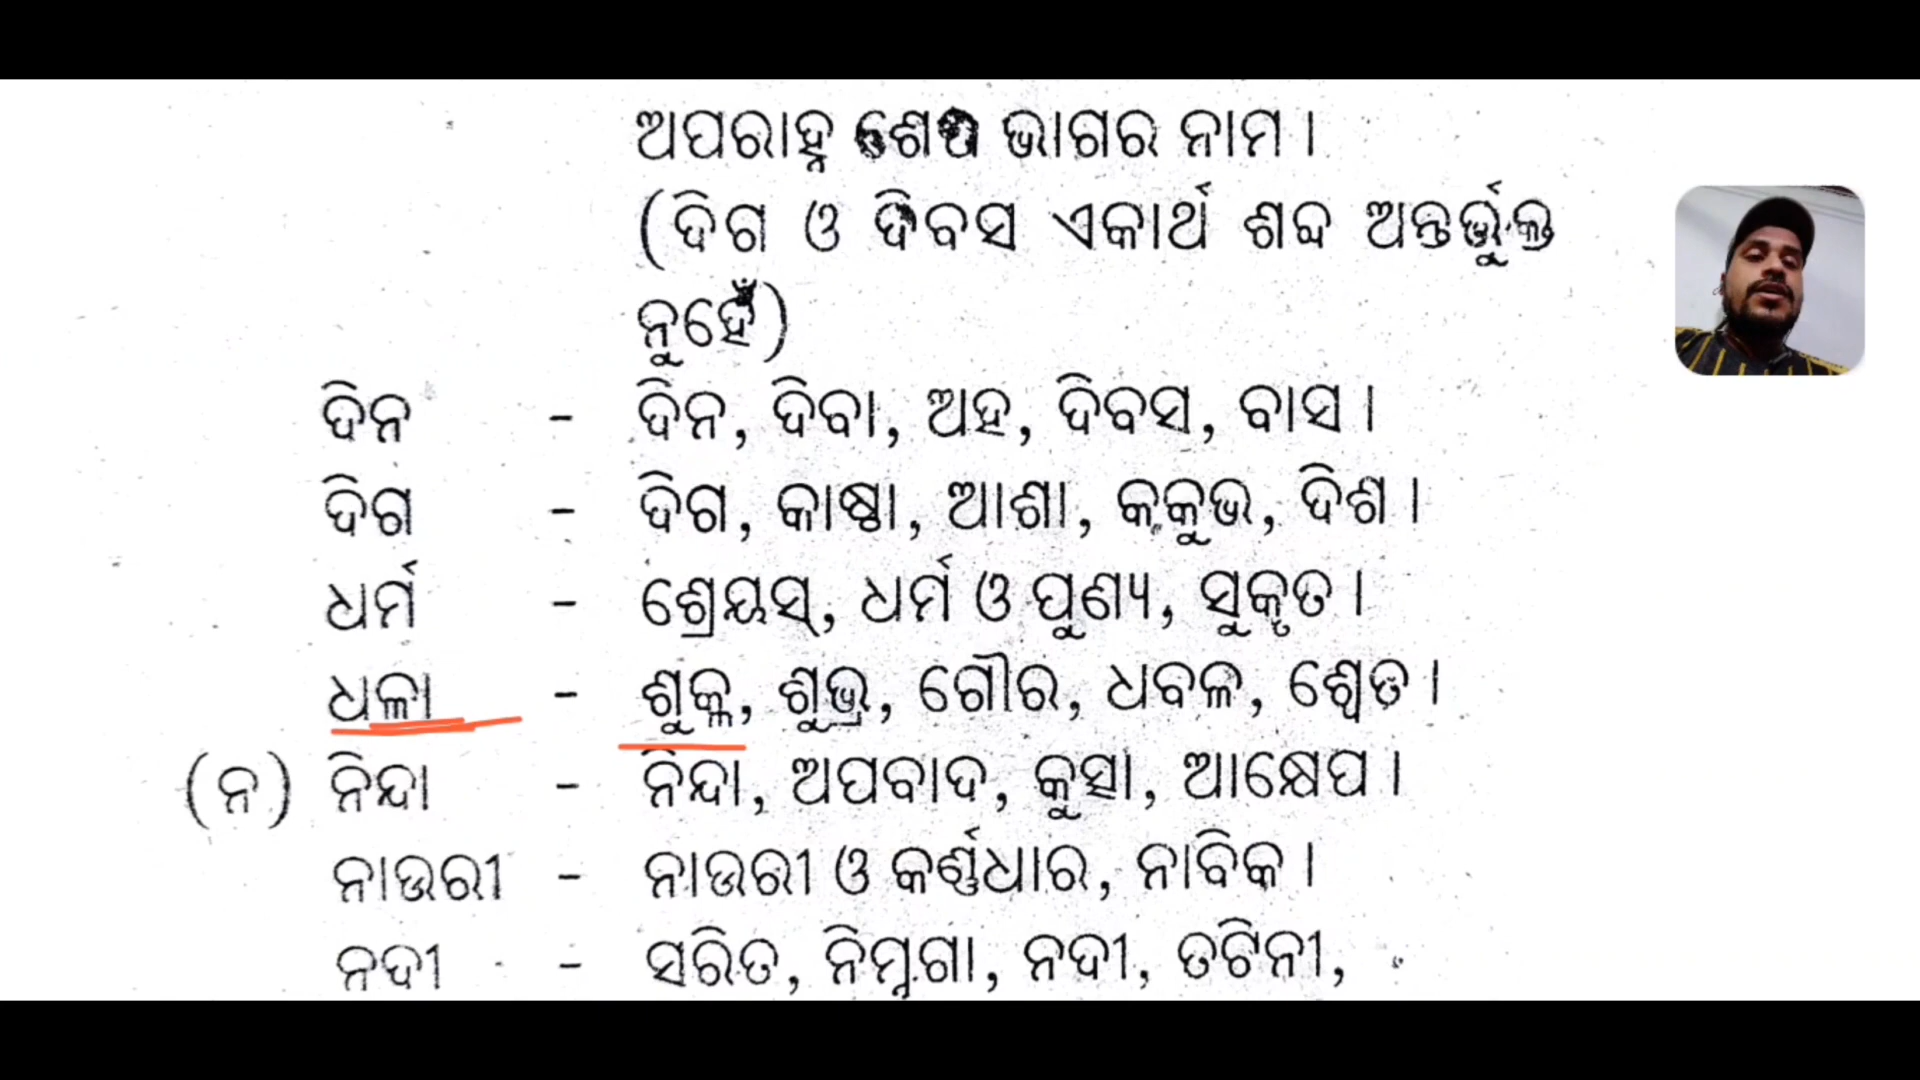 ଅପରାହ୍ନ ଶେଷ ଭାଗର ନାମ ।
(ଦିଗ ଓ ଦିବସ ଏକାର୍ଥ ଶବ୍ଦ ଅନ୍ତର୍ଭୁକ୍ତ
ନୁହେଁ)
ଦିନ - ଦିନ, ଦିବା, ଅହ, ଦିବସ, ବାସ ।
ଦିଗ - ଦିଗ, କାଷ୍ଠା, ଆଶା, କକୁଭ, ଦିଶ ।
ଧର୍ମ - ଶ୍ରେୟସ୍, ଧର୍ମ ଓ ପୁଣ୍ୟ, ସୁକୃତ ।
ଧଳା - ଶୁକ୍ଳ, ଶୁଭ୍ର, ଗୌର, ଧବଳ, ଶ୍ୱେତ ।
(ନ) ନିନ୍ଦା - ନିନ୍ଦା, ଅପବାଦ, କୁତ୍ସା, ଆକ୍ଷେପ ।
ନାଉରୀ - ନାଉରୀ ଓ କର୍ଣ୍ଣଧାର, ନାବିକ ।
ନଦୀ - ସରିତ, ନିମ୍ନଗା, ନଦୀ, ତଟିନୀ,